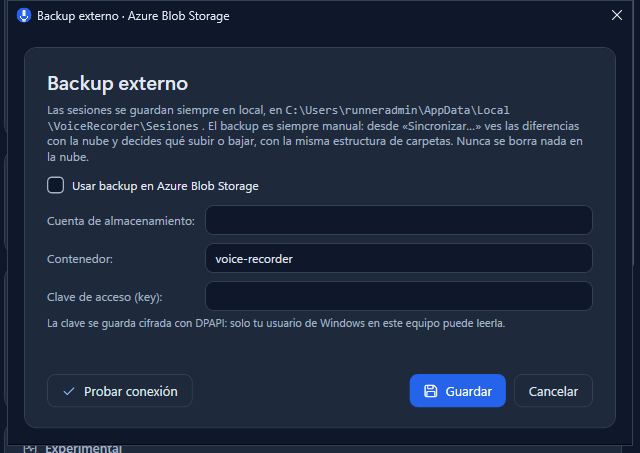 Backup externo · Azure Blob Storage
Backup externo
Las sesiones se guardan siempre en local, en C:\Users\runneradmin\AppData\Local
\VoiceRecorder\Sesiones . El backup es siempre manual: desde «Sincronizar...» ves las diferencias
con la nube y decides qué subir o bajar, con la misma estructura de carpetas. Nunca se borra nada en
la nube.
Usar backup en Azure Blob Storage
Cuenta de almacenamiento:
Contenedor: voice-recorder
Clave de acceso (key):
La clave se guarda cifrada con DPAPI: solo tu usuario de Windows en este equipo puede leerla.
Probar conexión Guardar Cancelar
Experimental